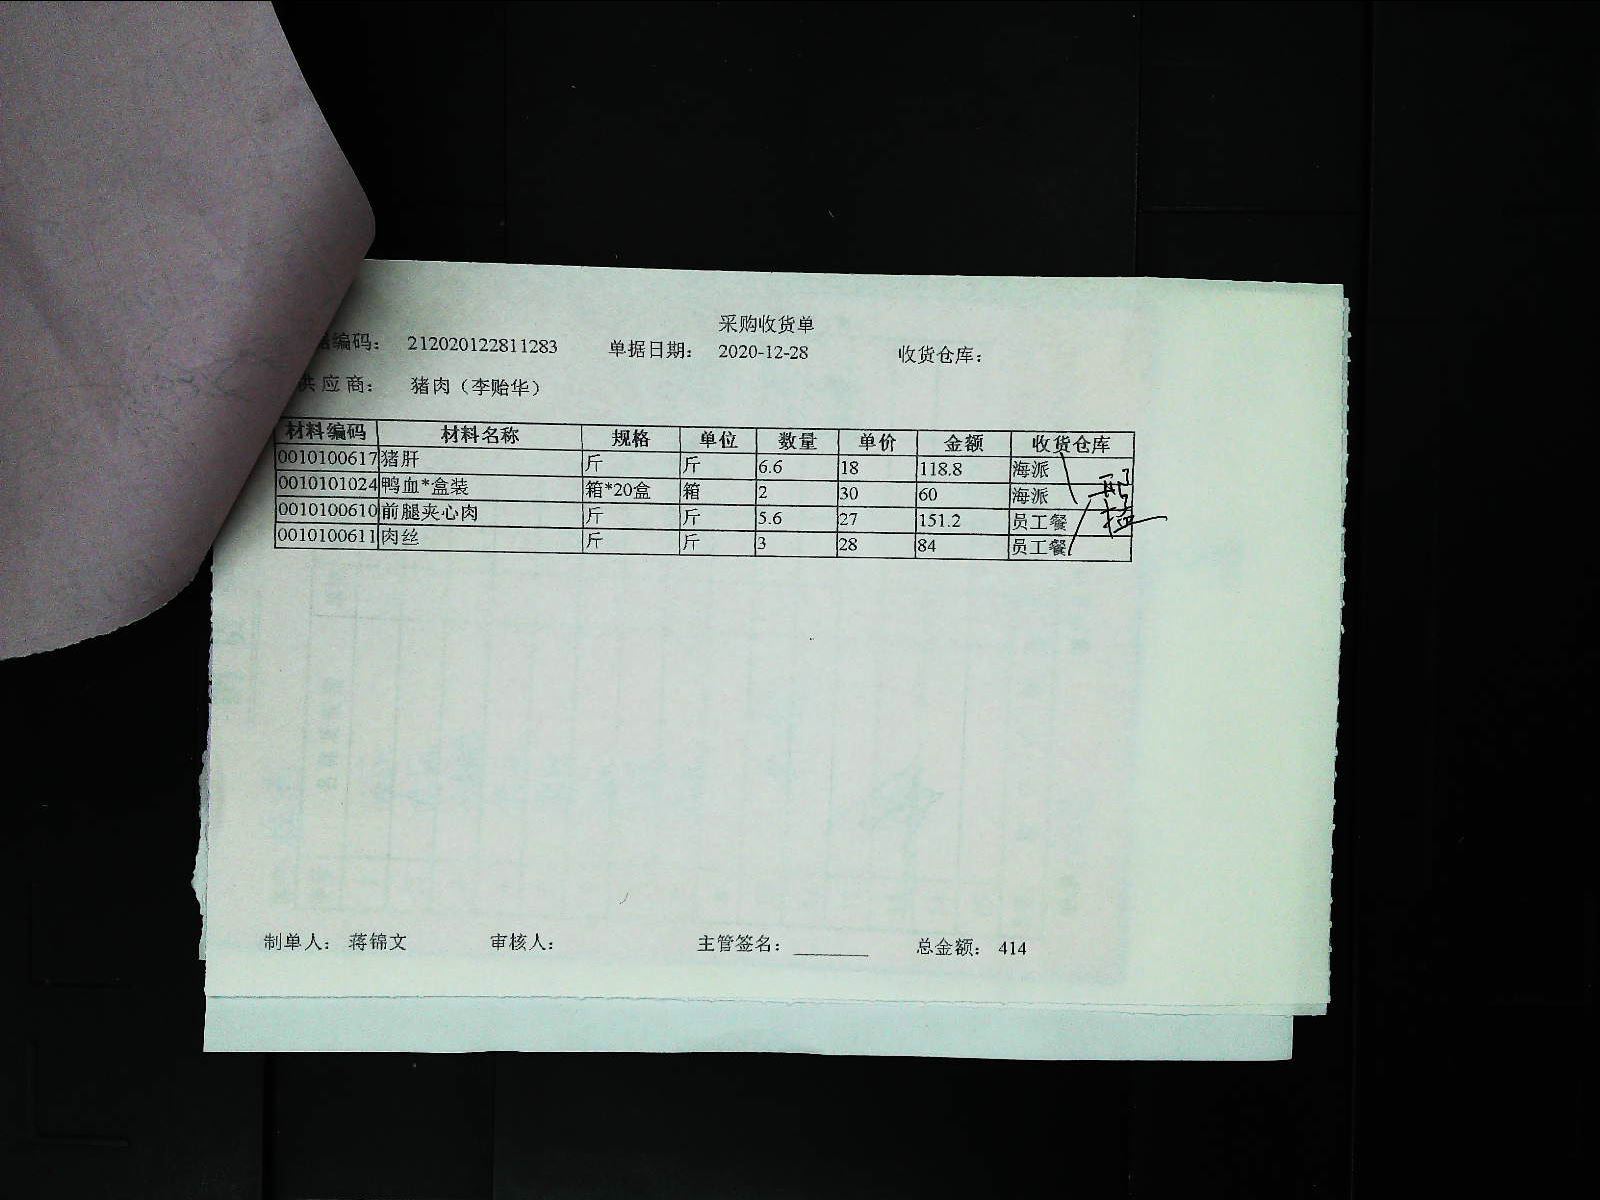 采购收货单
编码： 212020122811283 单据日期： 2020-12-28 收货仓库：
供应商： 猪肉（李贻华）
材料编码 材料名称 规格 单位 数量 单价 金额 收货仓库
0010100617 猪肝 斤 斤 6.6 18 118.8 海派
0010101024 鸭血*盒装 箱*20盒 箱 2 30 60 海派
0010100610 前腿夹心肉 斤 斤 5.6 27 151.2 员工餐
0010100611 肉丝 斤 斤 3 28 84 员工餐
制单人： 蒋锦文 审核人： 主管签名： 总金额： 414